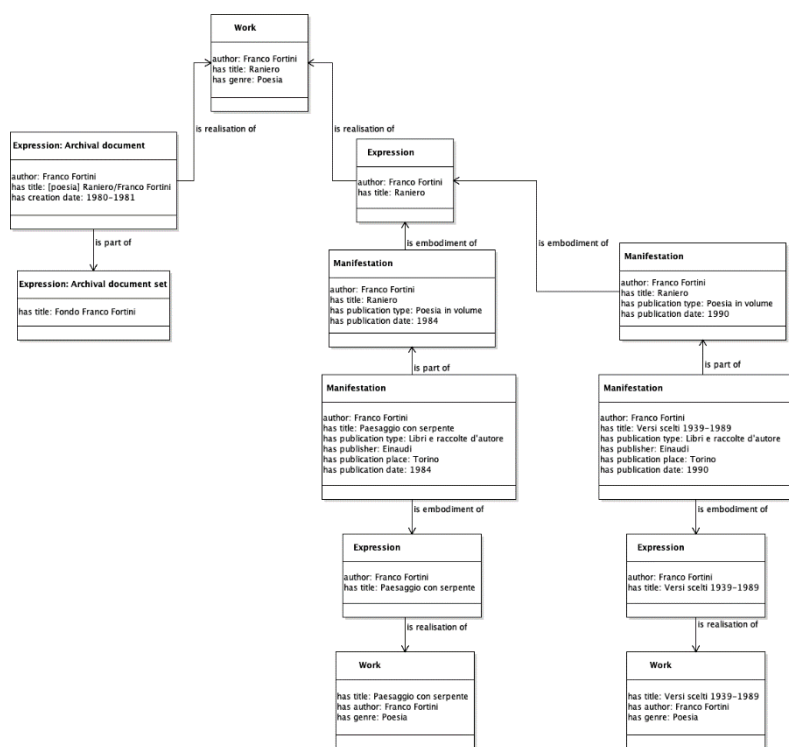 Work
author: Franco Fortini
has title: Raniero
has genre: Poesia
is realisation of
is realisation of
Expression: Archival document
author: Franco Fortini
has title: [poesia] Raniero/Franco Fortini
has creation date: 1980-1981
Expression
author: Franco Fortini
has title: Raniero
is part of
is embodiment of
is embodiment of
Expression: Archival document set
has title: Fondo Franco Fortini
Manifestation
author: Franco Fortini
has title: Raniero
has publication type: Poesia in volume
has publication date: 1984
Manifestation
author: Franco Fortini
has title: Raniero
has publication type: Poesia in volume
has publication date: 1990
is part of
is part of
Manifestation
author: Franco Fortini
has title: Paesaggio con serpente
has publication type: Libri e raccolte d'autore
has publisher: Einaudi
has publication place: Torino
has publication date: 1984
Manifestation
author: Franco Fortini
has title: Versi scelti 1939-1989
has publication type: Libri e raccolte d'autore
has publisher: Einaudi
has publication place: Torino
has publication date: 1990
is embodiment of
is embodiment of
Expression
author: Franco Fortini
has title: Paesaggio con serpente
Expression
author: Franco Fortini
has title: Versi scelti 1939-1989
is realisation of
is realisation of
Work
has title: Paesaggio con serpente
has author: Franco Fortini
has genre: Poesia
Work
has title: Versi scelti 1939-1989
has author: Franco Fortini
has genre: Poesia